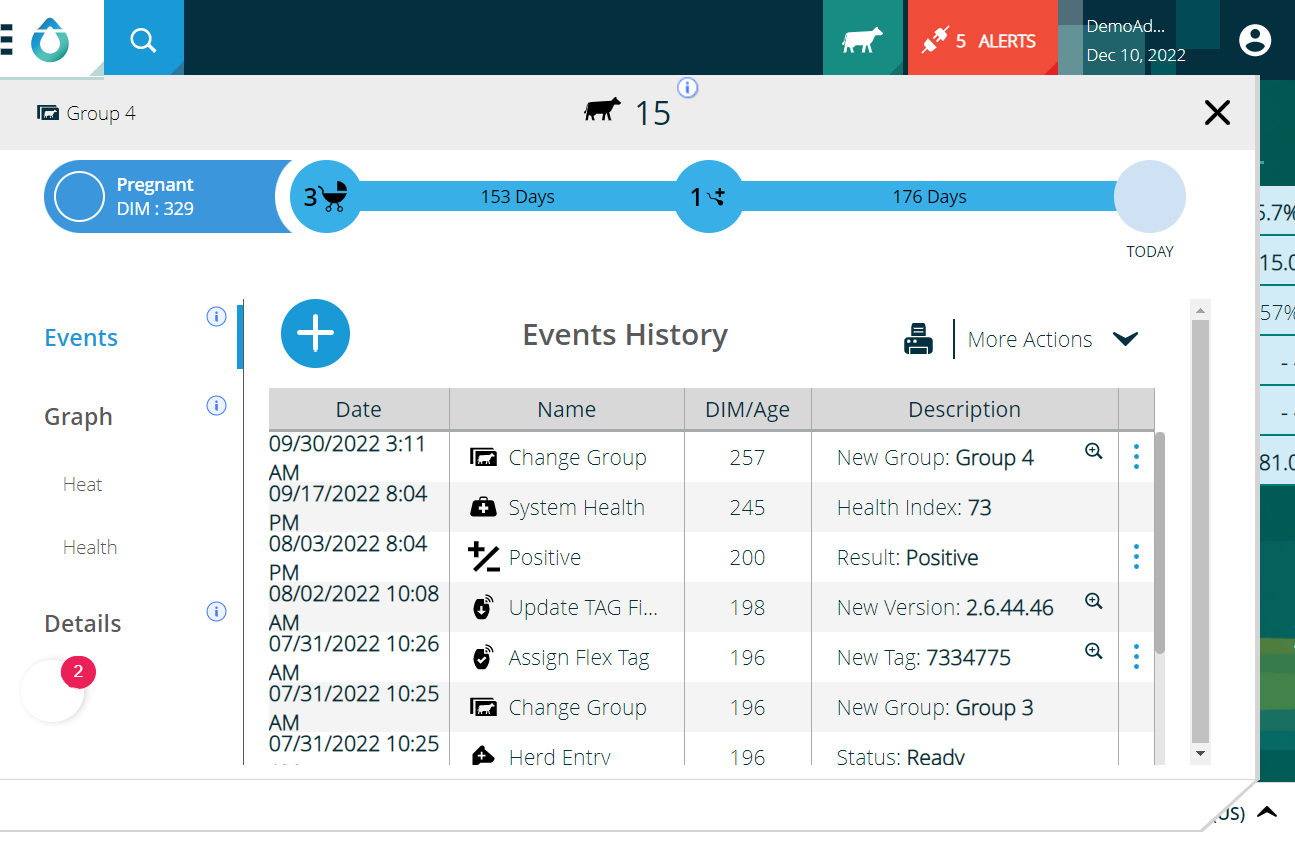 5 ALERTS
DemoAd...
Dec 10, 2022
Group 4
15
Pregnant
DIM : 329
3
153 Days
1
176 Days
TODAY
5.7%
15.0
57%
- -
- -
81.0
Events
Graph
Heat
Health
Details
2
Events History
More Actions
Date Name DIM/Age Description
09/30/2022 3:11 AM Change Group 257 New Group: Group 4
09/17/2022 8:04 PM System Health 245 Health Index: 73
08/03/2022 8:04 PM Positive 200 Result: Positive
08/02/2022 10:08 AM Update TAG Fi... 198 New Version: 2.6.44.46
07/31/2022 10:26 AM Assign Flex Tag 196 New Tag: 7334775
07/31/2022 10:25 AM Change Group 196 New Group: Group 3
07/31/2022 10:25 Herd Entry 196 Status: Ready
(US)